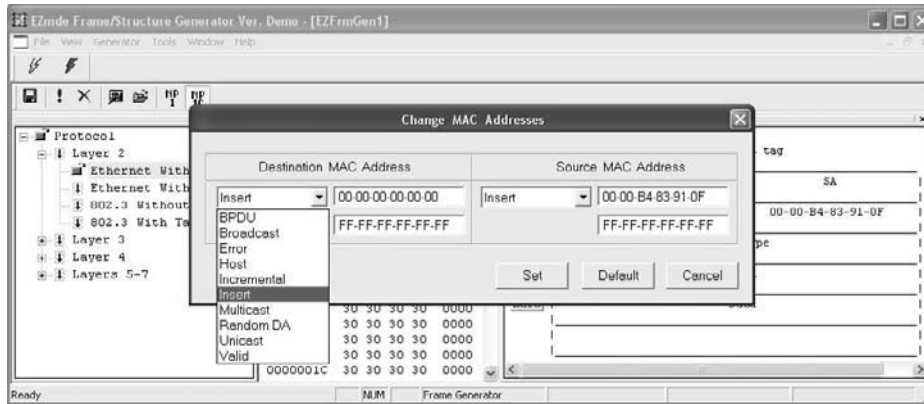 EZmde Frame/Structure Generator Ver. Demo - [EZFrmGen1]
File View Generator Tools Window Help
NP
I
NP
Change MAC Addresses
Protocol
Layer 2
Ethernet With
Ethernet With
802.3 Without
802.3 With Ta
Layer 3
Layer 4
Layers 5-7
Destination MAC Address
Source MAC Address
Insert
00-00-00-00-00-00
Insert
00-00-B4-83-91-0F
FF-FF-FF-FF-FF-FF
FF-FF-FF-FF-FF-FF
BPDU
Broadcast
Error
Host
Incremental
Insert
Multicast
Random DA
Unicast
Valid
Set
Default
Cancel
tag
SA
00-00-B4-83-91-0F
pe
30 30 30 30 0000
30 30 30 30 0000
30 30 30 30 0000
30 30 30 30 0000
0000001C 30 30 30 30 0000
Ready
NUM
Frame Generator